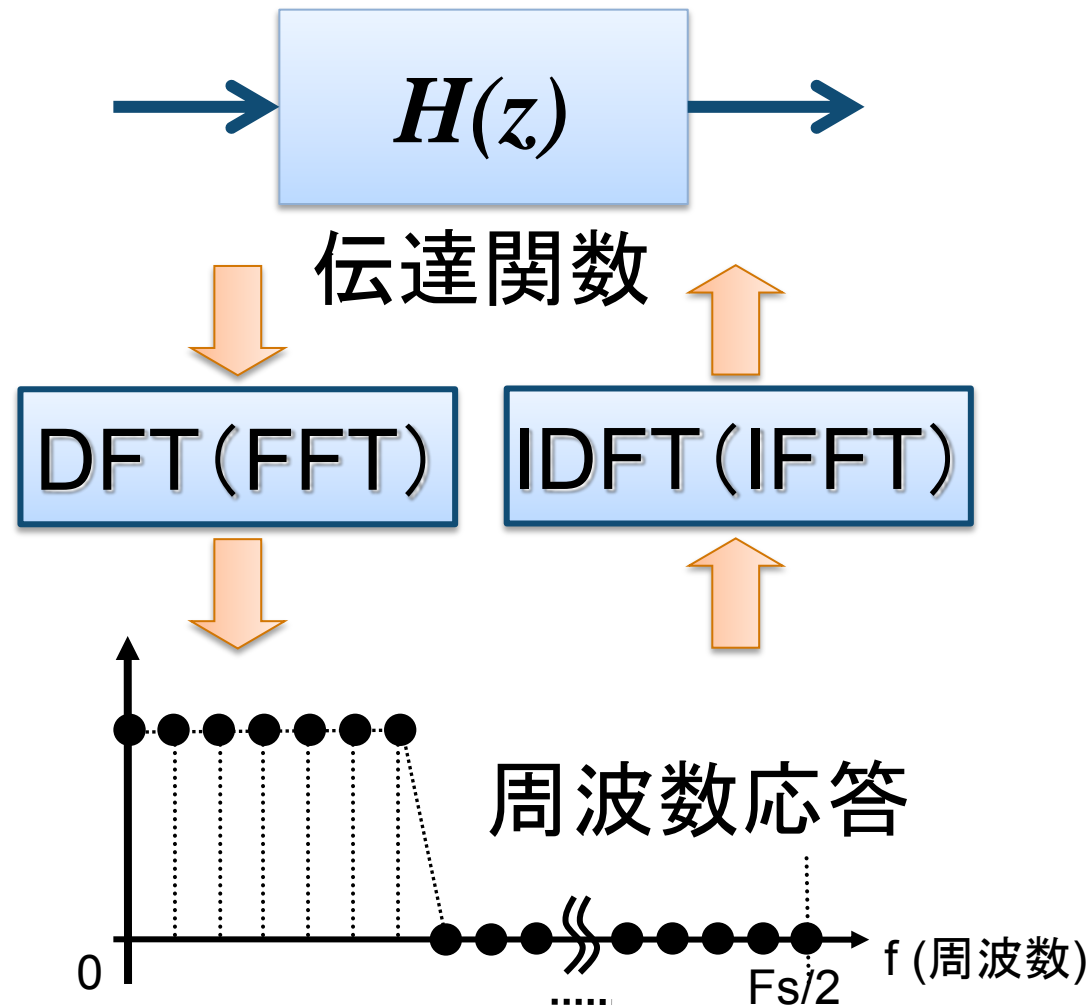 H(z)
伝達関数
DFT(FFT) IDFT(IFFT)
周波数応答
0 ...... Fs/2 f (周波数)